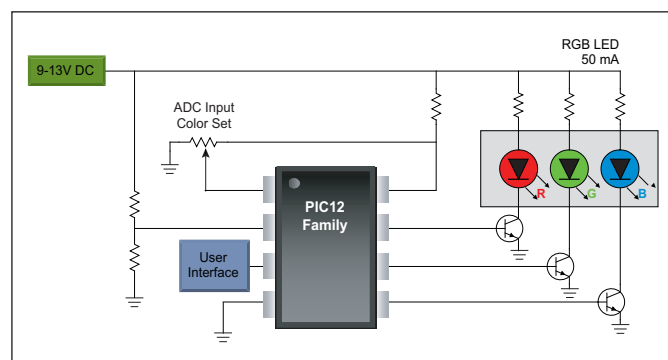 RGB LED
50 mA
9-13V DC
ADC Input
Color Set
R
G
B
PIC12
Family
User
Interface